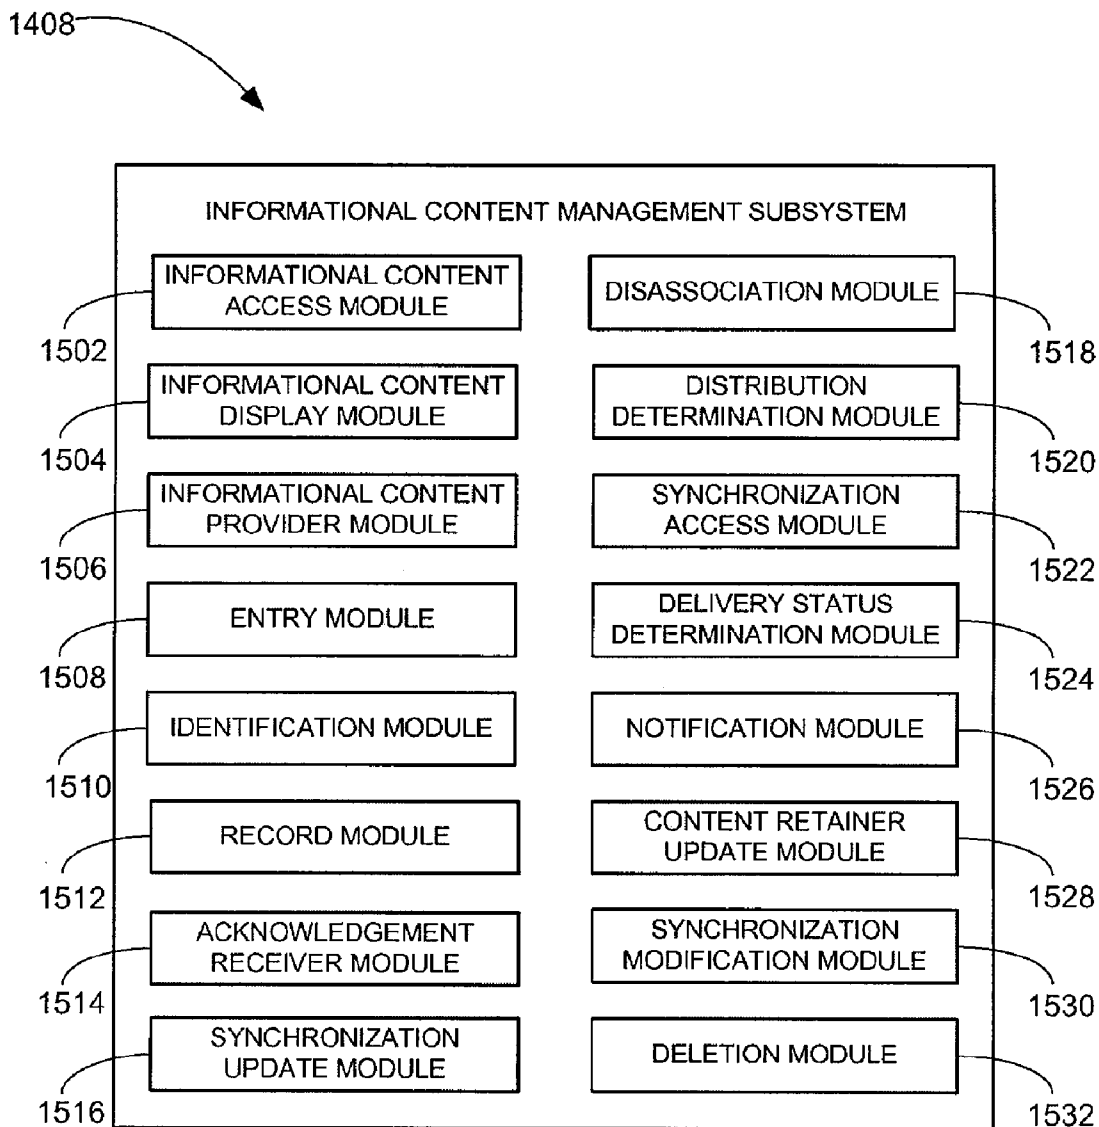 1408
INFORMATIONAL CONTENT MANAGEMENT SUBSYSTEM
INFORMATIONAL CONTENT
ACCESS MODULE
1502
INFORMATIONAL CONTENT
DISPLAY MODULE
1504
INFORMATIONAL CONTENT
PROVIDER MODULE
1506
ENTRY MODULE
1508
IDENTIFICATION MODULE
1510
RECORD MODULE
1512
ACKNOWLEDGEMENT
RECEIVER MODULE
1514
SYNCHRONIZATION
UPDATE MODULE
1516
DISASSOCIATION MODULE
1518
DISTRIBUTION
DETERMINATION MODULE
1520
SYNCHRONIZATION
ACCESS MODULE
1522
DELIVERY STATUS
DETERMINATION MODULE
1524
NOTIFICATION MODULE
1526
CONTENT RETAINER
UPDATE MODULE
1528
SYNCHRONIZATION
MODIFICATION MODULE
1530
DELETION MODULE
1532